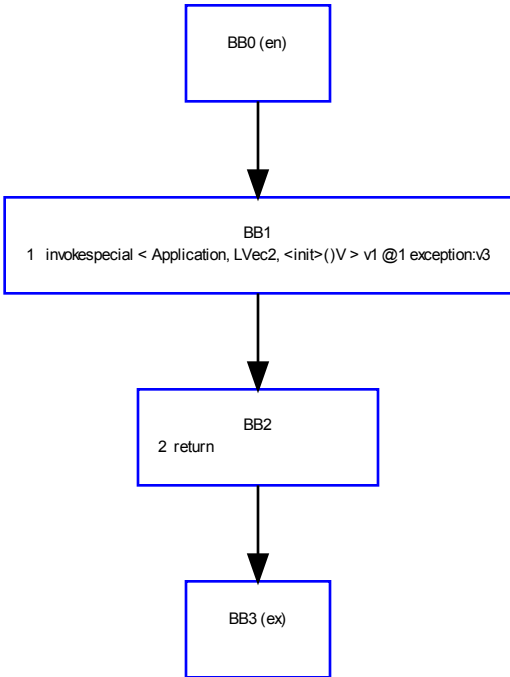 BB0 (en)
BB1
1 invokespecial < Application, LVec2, <init>()V > v1 @1 exception:v3
BB2
2 return
BB3 (ex)